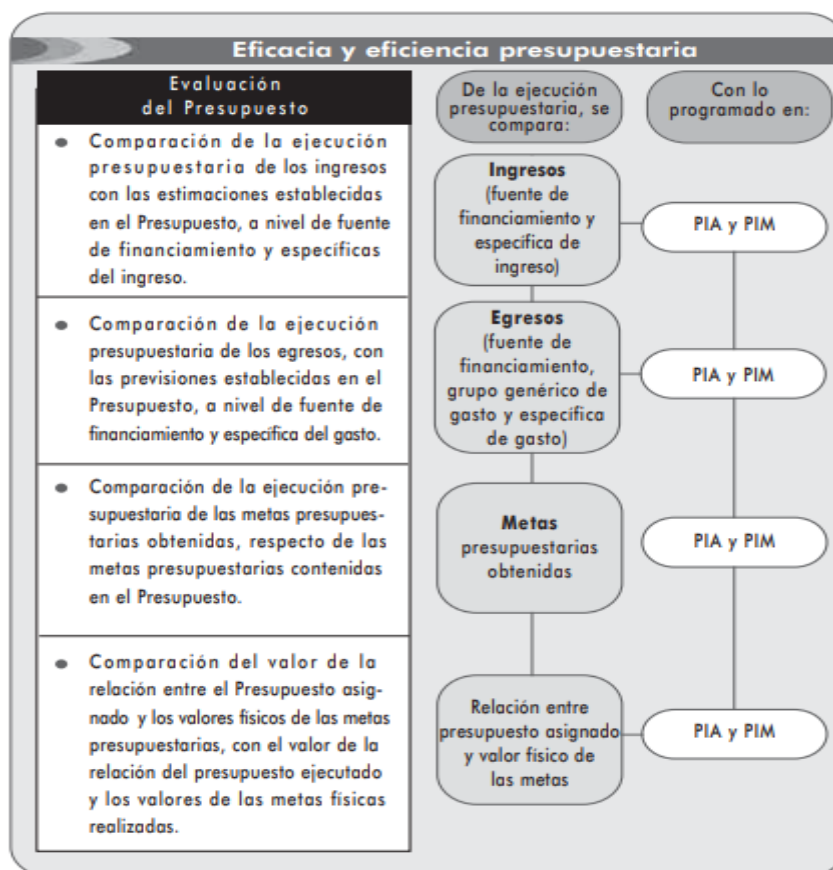 Eficacia y eficiencia presupuestaria
Evaluación
del Presupuesto
De la ejecución
presupuestaria, se
compara:
Con lo
programado en:
● Comparación de la ejecución
presupuestaria de los ingresos
con las estimaciones establecidas
en el Presupuesto, a nivel de fuente
de financiamiento y específicas
del ingreso.
Ingresos
(fuente de
financiamiento y
específica de
ingreso)
PIA y PIM
● Comparación de la ejecución
presupuestaria de los egresos, con
las previsiones establecidas en el
Presupuesto, a nivel de fuente de
financiamiento y específica del gasto.
Egresos
(fuente de
financiamiento,
grupo genérico de
gasto y específica
de gasto)
PIA y PIM
● Comparación de la ejecución pre-
supuestaria de las metas presupues-
tarias obtenidas, respecto de las
metas presupuestarias contenidas
en el Presupuesto.
Metas
presupuestarias
obtenidas
PIA y PIM
● Comparación del valor de la
relación entre el Presupuesto asig-
nado y los valores físicos de las metas
presupuestarias, con el valor de la
relación del presupuesto ejecutado
y los valores de las metas físicas
realizadas.
Relación entre
presupuesto asignado
y valor físico de
las metas
PIA y PIM